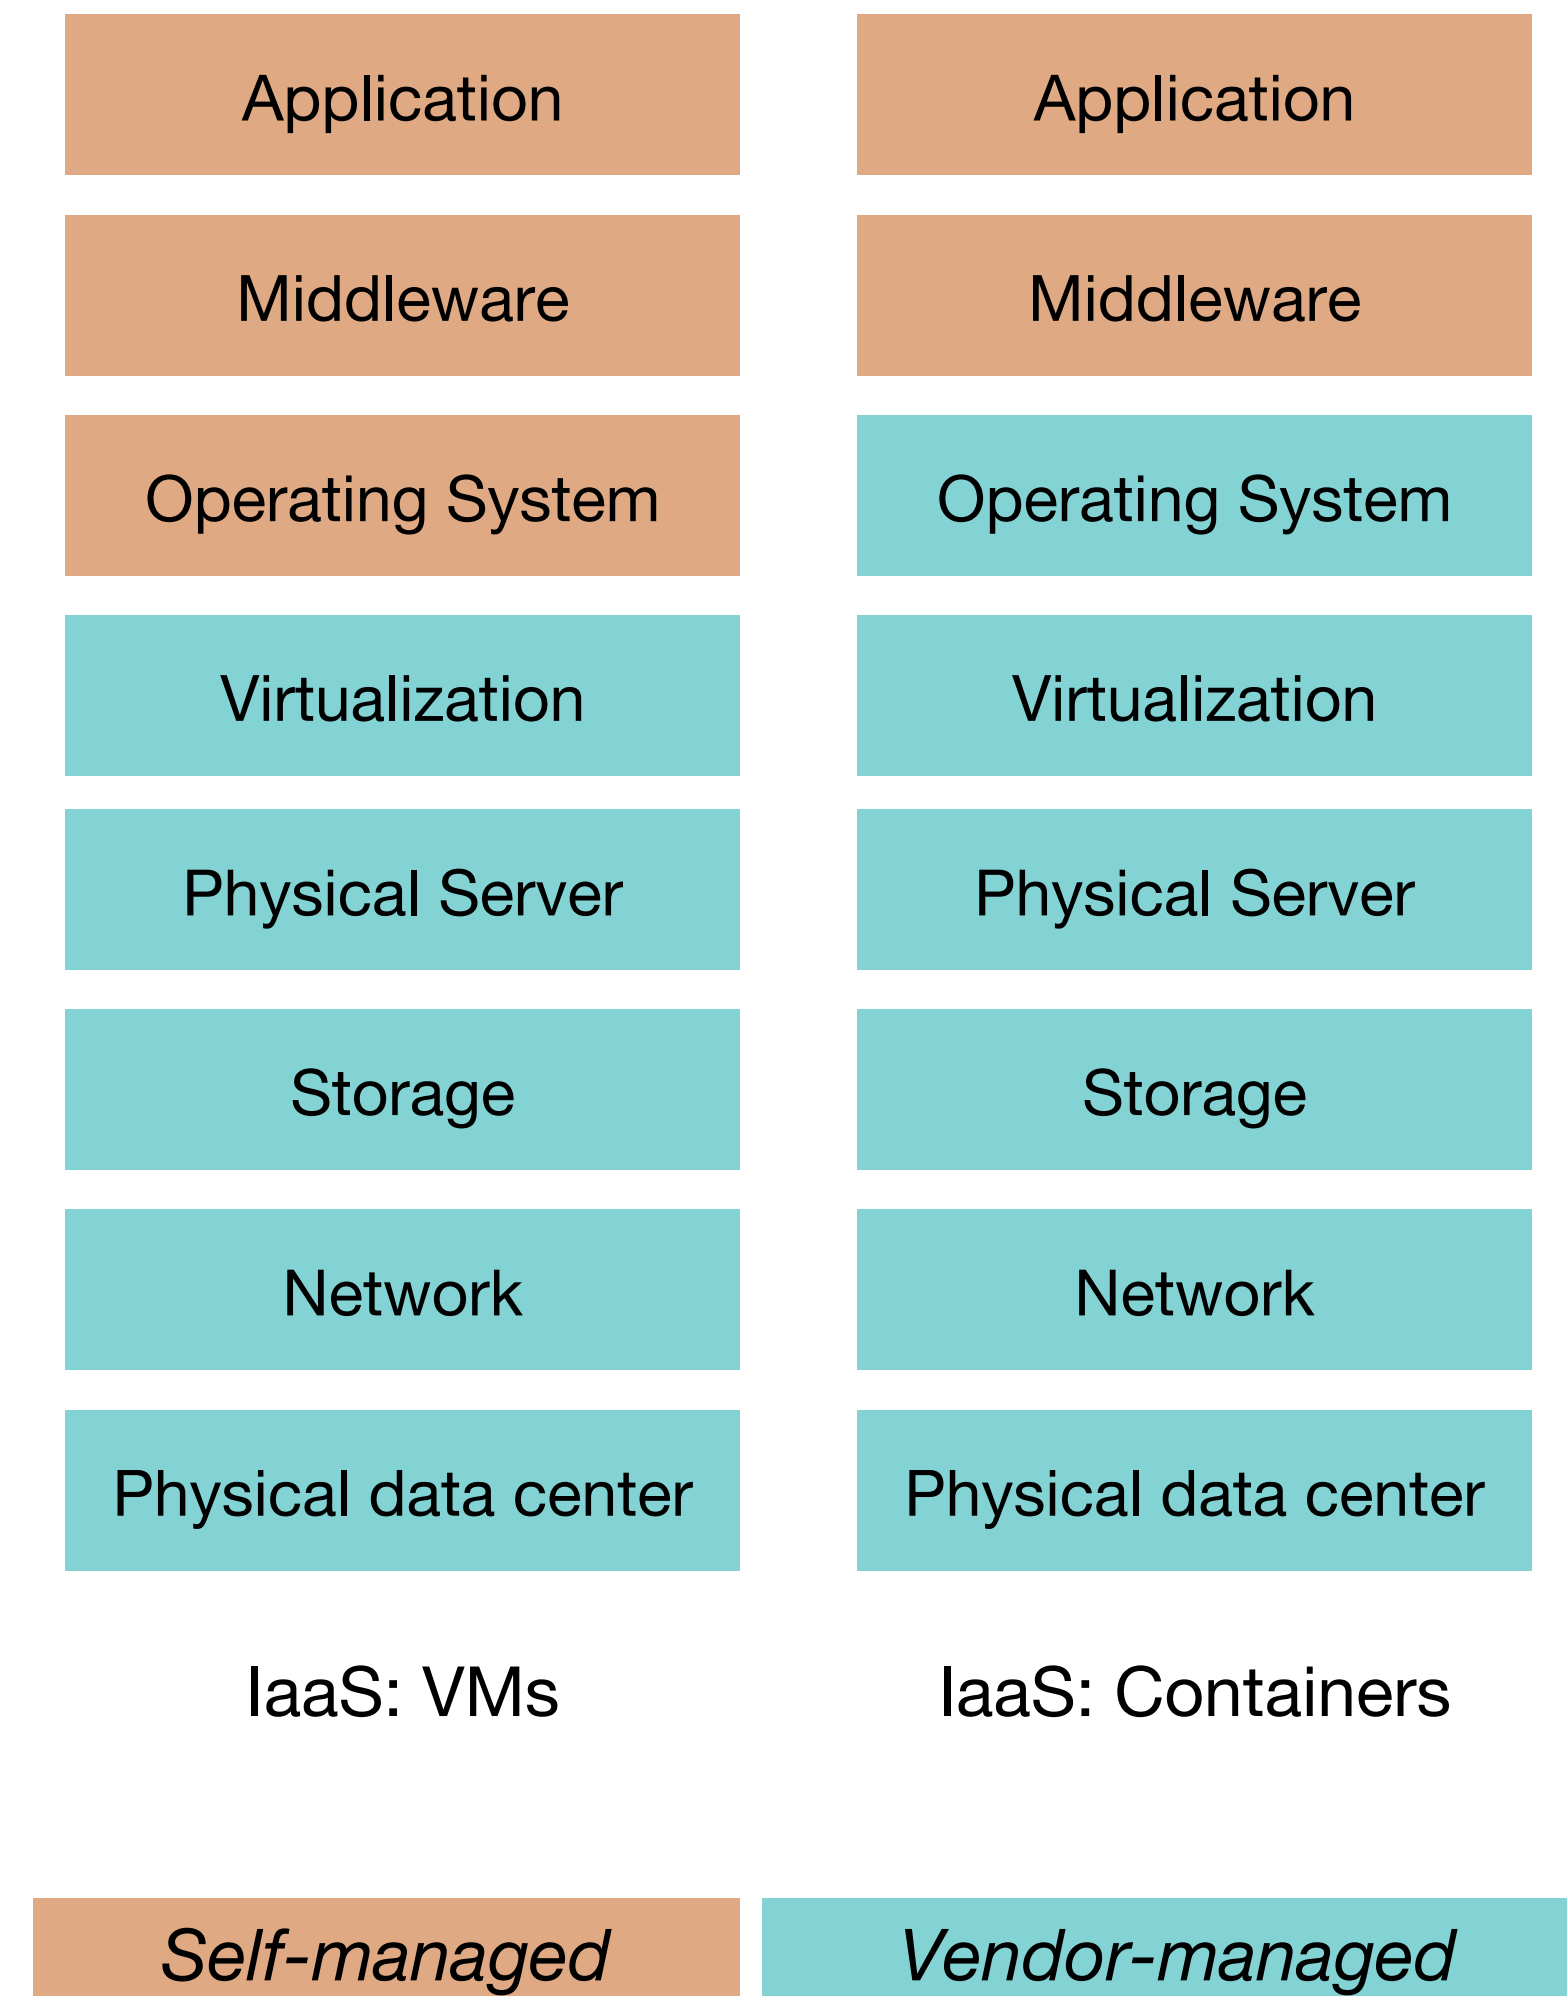 Application
Application
Middleware
Middleware
Operating System
Operating System
Virtualization
Virtualization
Physical Server
Physical Server
Storage
Storage
Network
Network
Physical data center
Physical data center
IaaS: VMs
IaaS: Containers
Self-managed
Vendor-managed